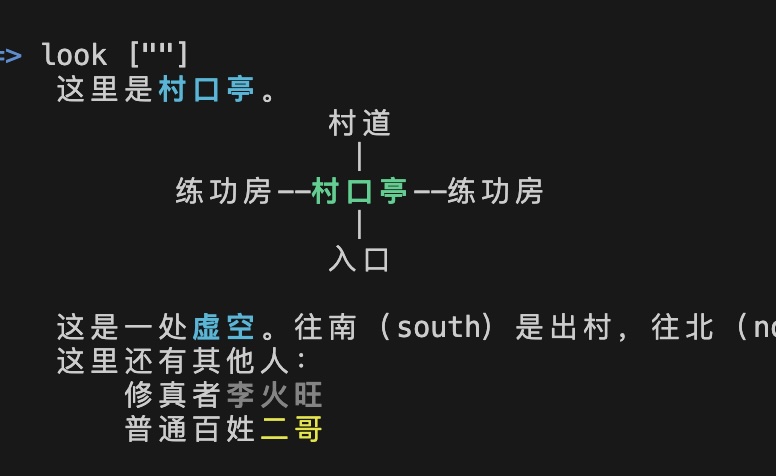 => look [""]
这里是村口亭。
村道
|
练功房--村口亭--练功房
|
入口
这是一处虚空。往南（south）是出村，往北（no
这里还有其他人：
修真者李火旺
普通百姓二哥